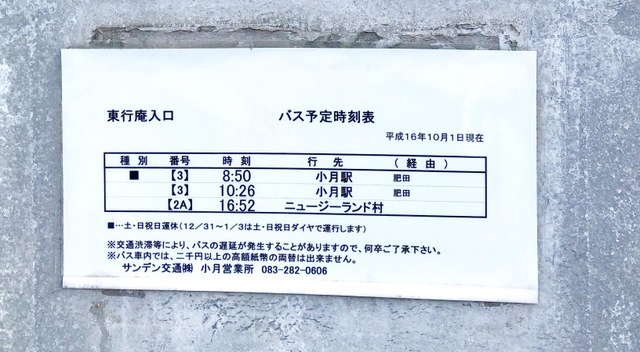 東行庵入口 バス予定時刻表
平成16年10月1日現在
種別 番号 時刻 行先 (経由)
■ 【3】 8:50 小月駅 肥田
【3】 10:26 小月駅 肥田
【2A】 16:52 ニュージーランド村
■…土・日祝日運休(12/31~1/3は土・日祝日ダイヤで運行します)
※交通渋滞等により、バスの遅延が発生することがありますので、何卒ご了承下さい。
※バス車内では、二千円以上の高額紙幣の両替は出来ません。
サンデン交通㈱ 小月営業所 083-282-0606